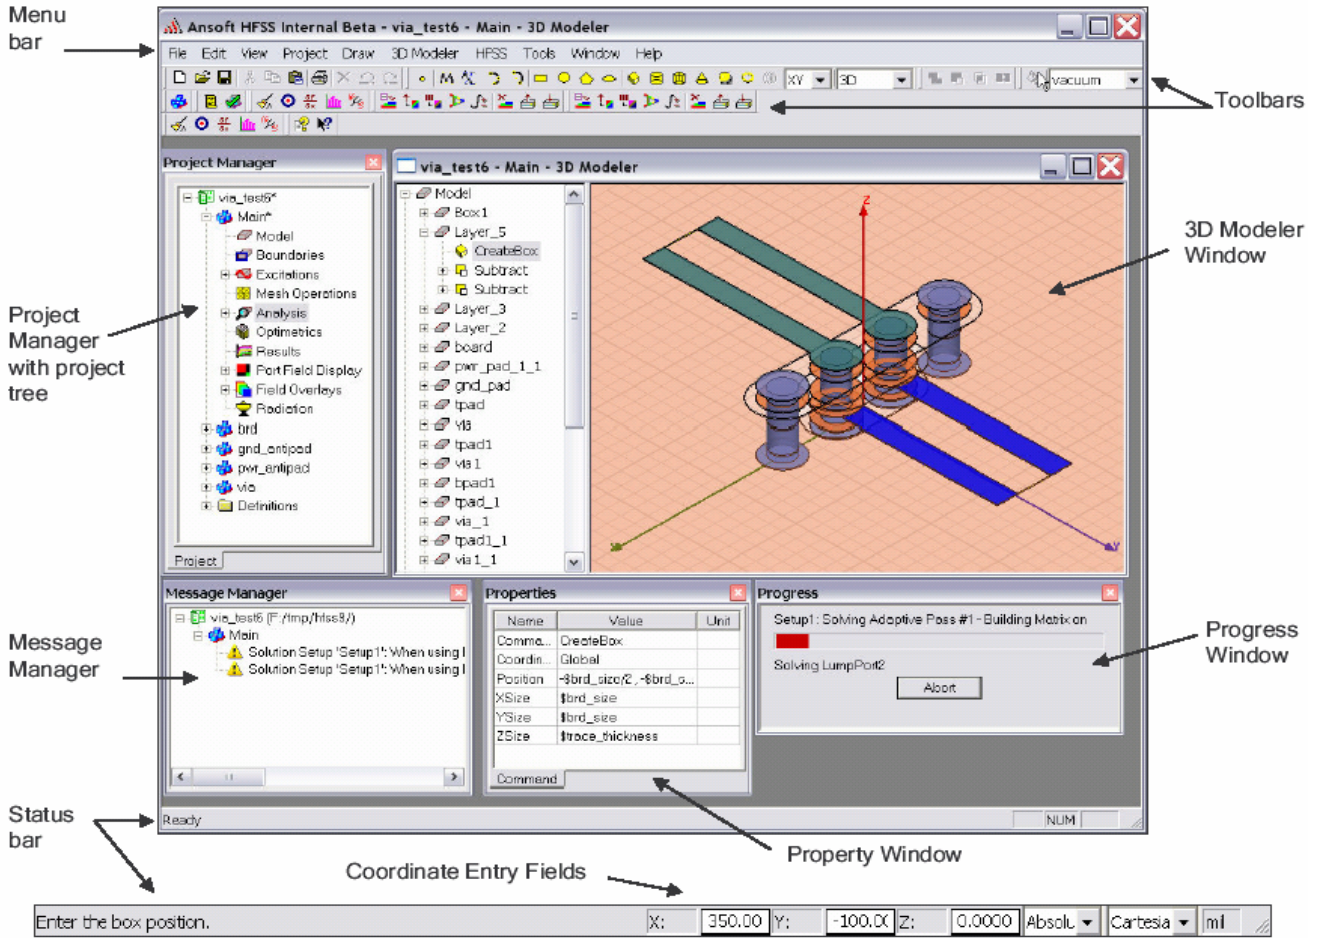 Menu
bar
Ansoft HFSS Internal Beta - via_test6 - Main - 3D Modeler
File Edit View Project Draw 3D Modeler HFSS Tools Window Help
XY 3D vacuum
Toolbars
Project Manager
via_test6*
Main*
Model
Boundaries
Excitations
Mesh Operations
Analysis
Optimetrics
Results
Port Field Display
Field Overlays
Radiation
brd
gnd_antipad
pwr_antipad
via
Definitions
Project
Project
Manager
with project
tree
via_test6 - Main - 3D Modeler
Model
Box1
Layer_5
CreateBox
Subtract
Subtract
Layer_3
Layer_2
board
pwr_pad_1_1
gnd_pad
tpad
via
tpad1
via1
bpad1
tpad_1
via_1
tpad1_1
via1_1
Z
Y
3D Modeler
Window
Message Manager
via_test6 (F:/tmp/hfss9/)
Main
Solution Setup 'Setup1': When using l
Solution Setup 'Setup1': When using l
Message
Manager
Properties
Name Value Unit
Comma... CreateBox
Coordin... Global
Position -$brd_size/2 ,-$brd_s...
XSize $brd_size
YSize $brd_size
ZSize $trace_thickness
Command
Progress
Setup1: Solving Adaptive Pass #1 - Building Matrix on
Solving LumpPort2
Abort
Progress
Window
Status
bar
Ready NUM
Property Window
Coordinate Entry Fields
Enter the box position. X: 350.00 Y: -100.0( Z: 0.0000 Absolu Cartesia mil